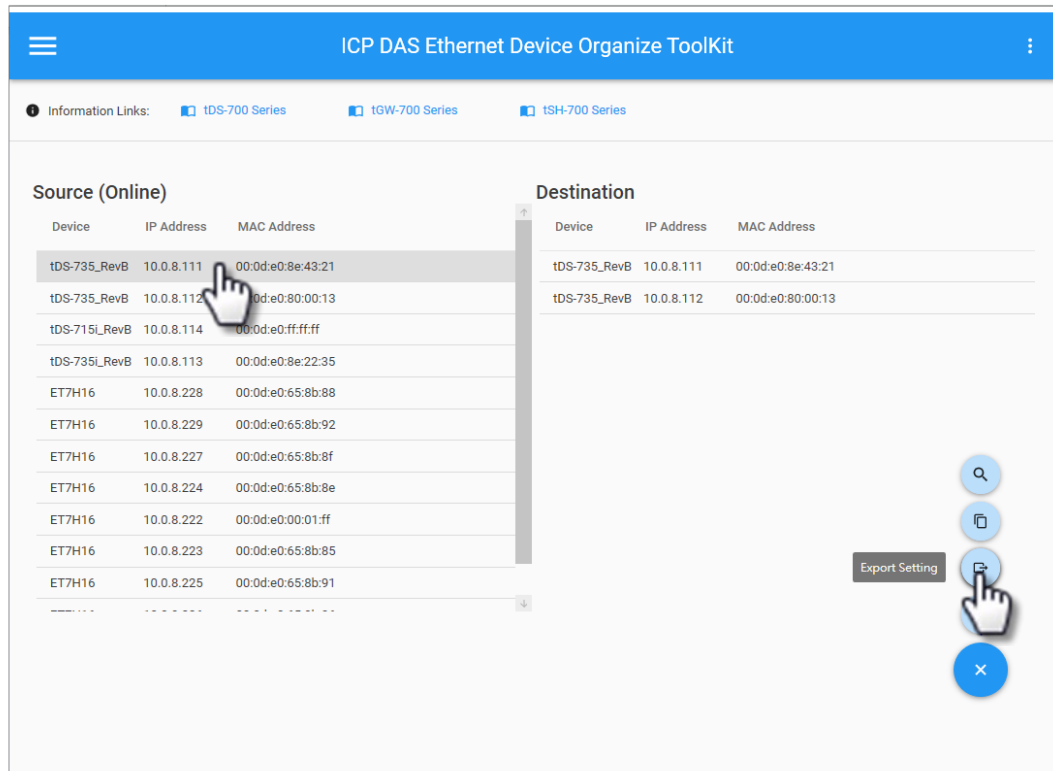 ICP DAS Ethernet Device Organize ToolKit
Information Links: tDS-700 Series tGW-700 Series tSH-700 Series
Source (Online)
Device IP Address MAC Address
tDS-735_RevB 10.0.8.111 00:0d:e0:8e:43:21
tDS-735_RevB 10.0.8.112 0d:e0:80:00:13
tDS-715i_RevB 10.0.8.114 00:0d:e0:ff:ff:ff
tDS-735i_RevB 10.0.8.113 00:0d:e0:8e:22:35
ET7H16 10.0.8.228 00:0d:e0:65:8b:88
ET7H16 10.0.8.229 00:0d:e0:65:8b:92
ET7H16 10.0.8.227 00:0d:e0:65:8b:8f
ET7H16 10.0.8.224 00:0d:e0:65:8b:8e
ET7H16 10.0.8.222 00:0d:e0:00:01:ff
ET7H16 10.0.8.223 00:0d:e0:65:8b:85
ET7H16 10.0.8.225 00:0d:e0:65:8b:91
Destination
Device IP Address MAC Address
tDS-735_RevB 10.0.8.111 00:0d:e0:8e:43:21
tDS-735_RevB 10.0.8.112 00:0d:e0:80:00:13
Export Setting